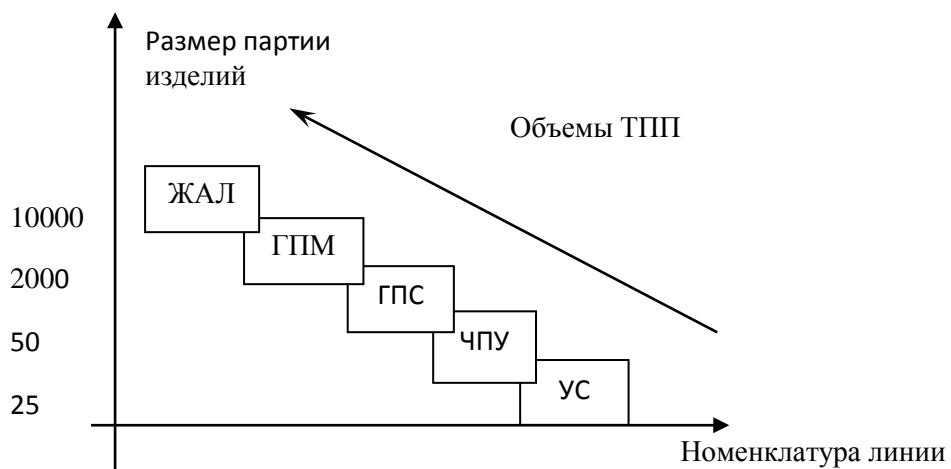 Размер партии
изделий
Объемы ТПП
ЖАЛ
10000
ГПМ
2000
ГПС
50
ЧПУ
УС
25
Номенклатура линии